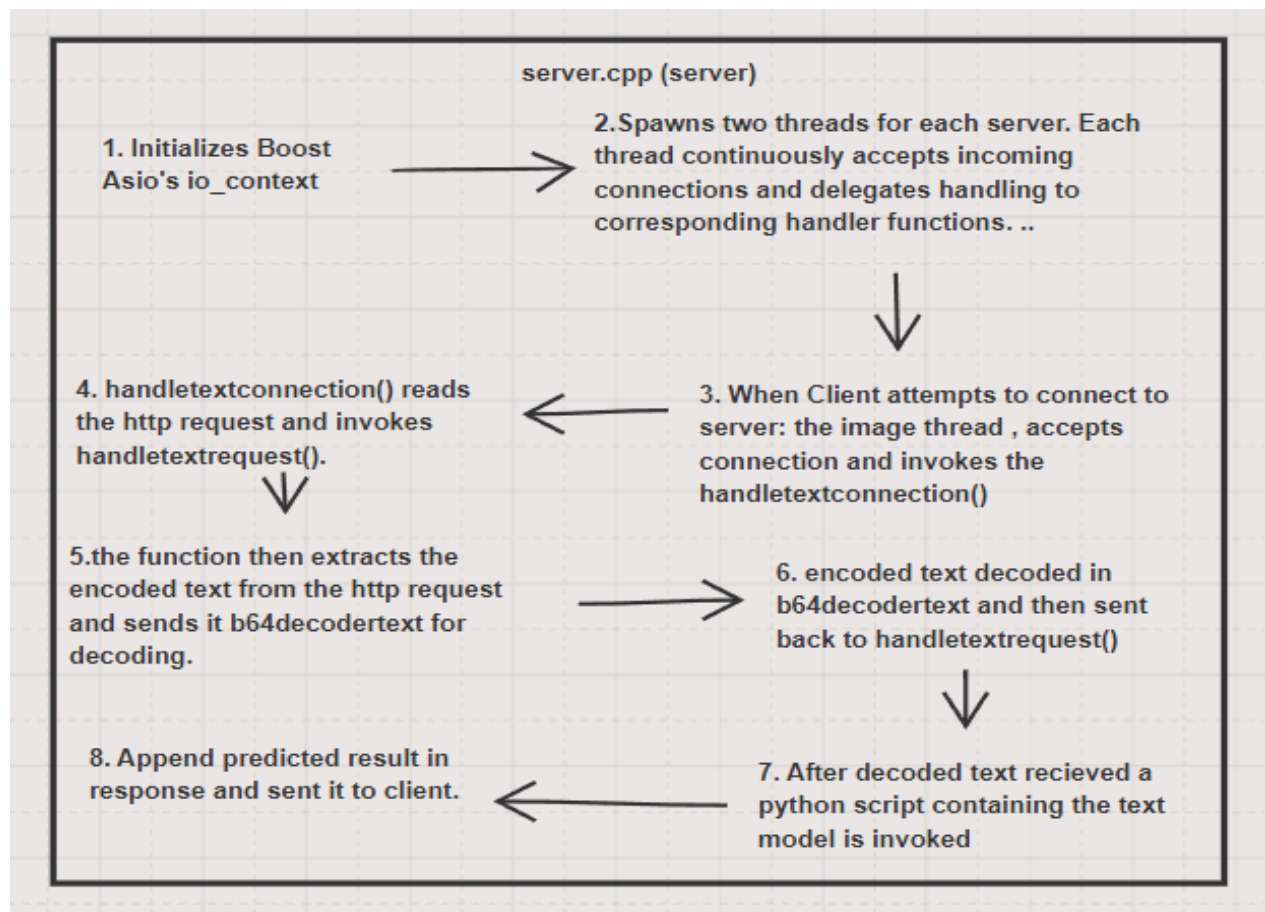 server.cpp (server)
1. Initializes Boost
Asio's io_context
2.Spawns two threads for each server. Each
thread continuously accepts incoming
connections and delegates handling to
corresponding handler functions. ..
3. When Client attempts to connect to
server: the image thread , accepts
connection and invokes the
handletextconnection()
4. handletextconnection() reads
the http request and invokes
handletextrequest().
5.the function then extracts the
encoded text from the http request
and sends it b64decodertext for
decoding.
6. encoded text decoded in
b64decodertext and then sent
back to handletextrequest()
7. After decoded text recieved a
python script containing the text
model is invoked
8. Append predicted result in
response and sent it to client.